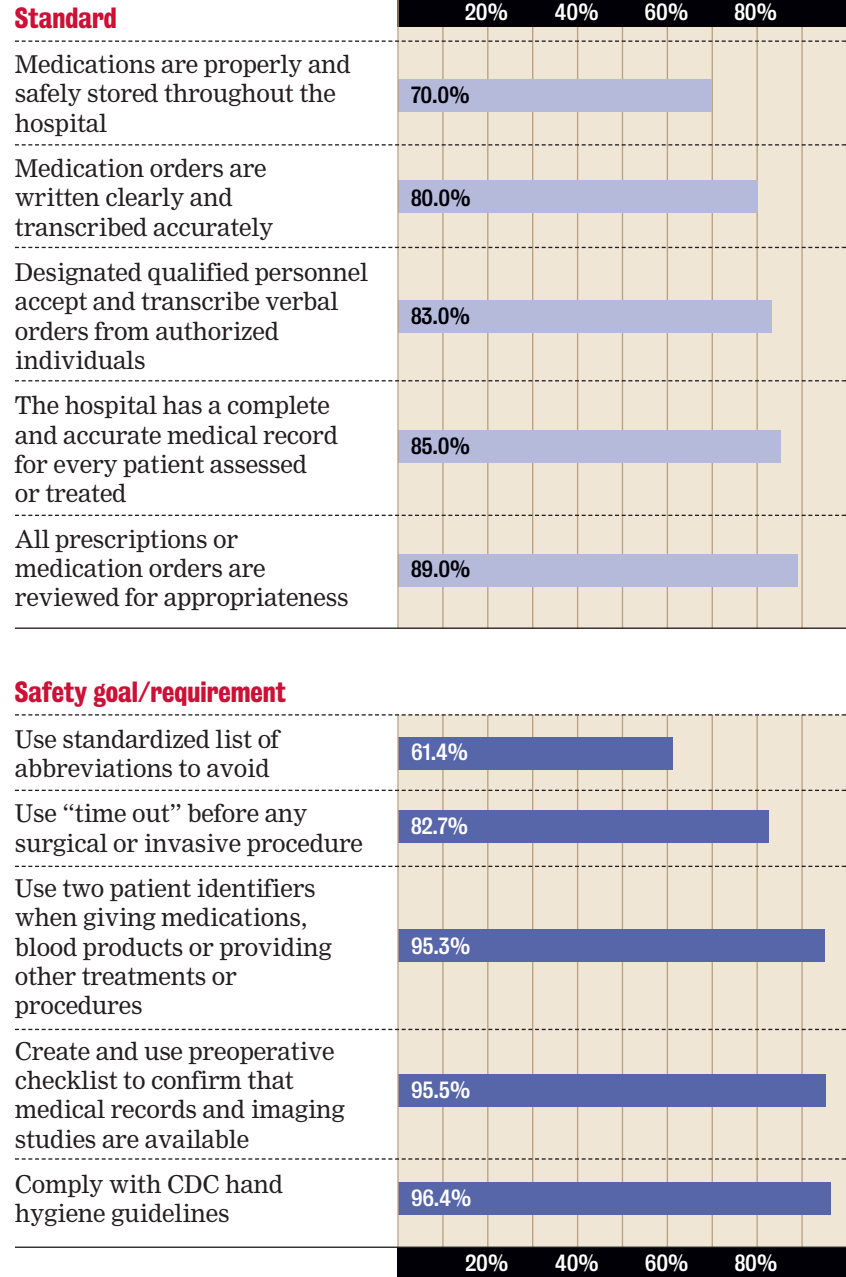 Standard
20% 40% 60% 80%
Medications are properly and
safely stored throughout the
hospital
70.0%
Medication orders are
written clearly and
transcribed accurately
80.0%
Designated qualified personnel
accept and transcribe verbal
orders from authorized
individuals
83.0%
The hospital has a complete
and accurate medical record
for every patient assessed
or treated
85.0%
All prescriptions or
medication orders are
reviewed for appropriateness
89.0%
Safety goal/requirement
Use standardized list of
abbreviations to avoid
61.4%
Use “time out” before any
surgical or invasive procedure
82.7%
Use two patient identifiers
when giving medications,
blood products or providing
other treatments or
procedures
95.3%
Create and use preoperative
checklist to confirm that
medical records and imaging
studies are available
95.5%
Comply with CDC hand
hygiene guidelines
96.4%
20% 40% 60% 80%